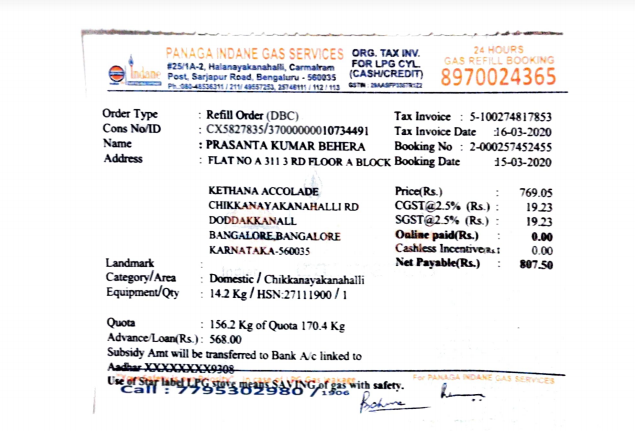 PANAGA INDANE GAS SERVICES
#25/1A-2, Halanayakanahalli, Carmalram
Post, Sarjapur Road, Bengaluru - 560035
Indane
ORG. TAX INV.
FOR LPG CYL.
(CASH/CREDIT)
24 HOURS
GAS REFILL BOOKING
8970024365
Order Type : Refill Order (DBC)
Cons No/ID : CX5827835/37000000010734491
Name : PRASANTA KUMAR BEHERA
Address : FLAT NO A 311 3 RD FLOOR A BLOCK
KETHANA ACCOLADE
CHIKKANAYAKANAHALLI RD
DODDAKKANALL
BANGALORE,BANGALORE
KARNATAKA-560035
Landmark :
Category/Area : Domestic / Chikkanayakanahalli
Equipment/Qty : 14.2 Kg / HSN:27111900 / 1
Tax Invoice : 5-100274817853
Tax Invoice Date :16-03-2020
Booking No : 2-000257452455
Booking Date :15-03-2020
Price(Rs.) : 769.05
CGST@2.5% (Rs.) : 19.23
SGST@2.5% (Rs.) : 19.23
Online paid(Rs.) : 0.00
Cashless Incentive(Rs.) : 0.00
Net Payable(Rs.) : 807.50
Quota : 156.2 Kg of Quota 170.4 Kg
Advance/Loan(Rs.) : 568.00
Subsidy Amt will be transferred to Bank A/c linked to
Aadhar XXXXXXXX9308
Use of Star label LPG stove means SAVING of gas with safety.
Call : 7795302980 / 1906
For PANAGA INDANE GAS SERVICES